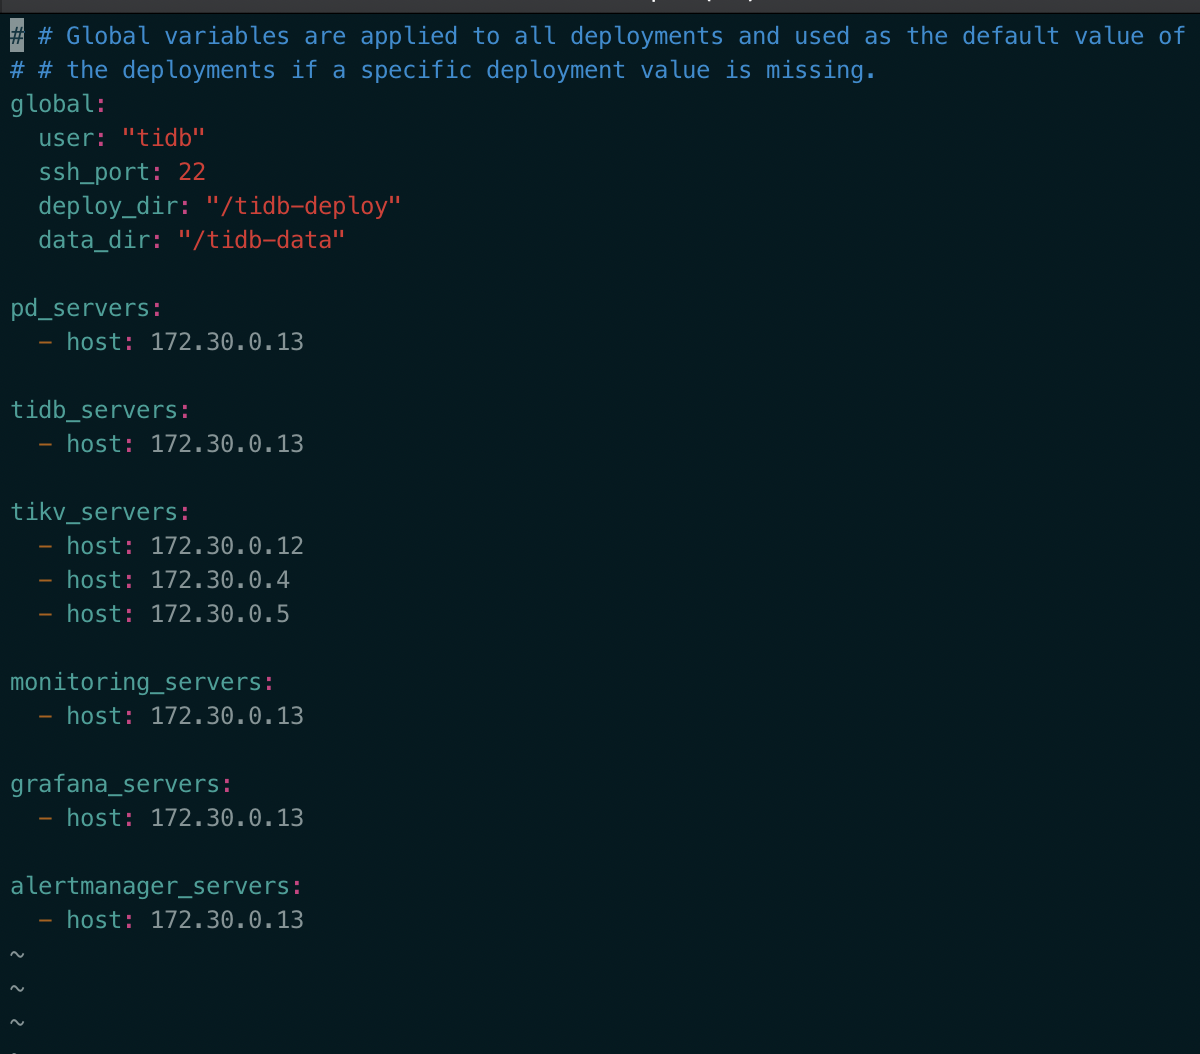 # # Global variables are applied to all deployments and used as the default value of
# # the deployments if a specific deployment value is missing.
global:
  user: "tidb"
  ssh_port: 22
  deploy_dir: "/tidb-deploy"
  data_dir: "/tidb-data"

pd_servers:
  - host: 172.30.0.13

tidb_servers:
  - host: 172.30.0.13

tikv_servers:
  - host: 172.30.0.12
  - host: 172.30.0.4
  - host: 172.30.0.5

monitoring_servers:
  - host: 172.30.0.13

grafana_servers:
  - host: 172.30.0.13

alertmanager_servers:
  - host: 172.30.0.13
~
~
~